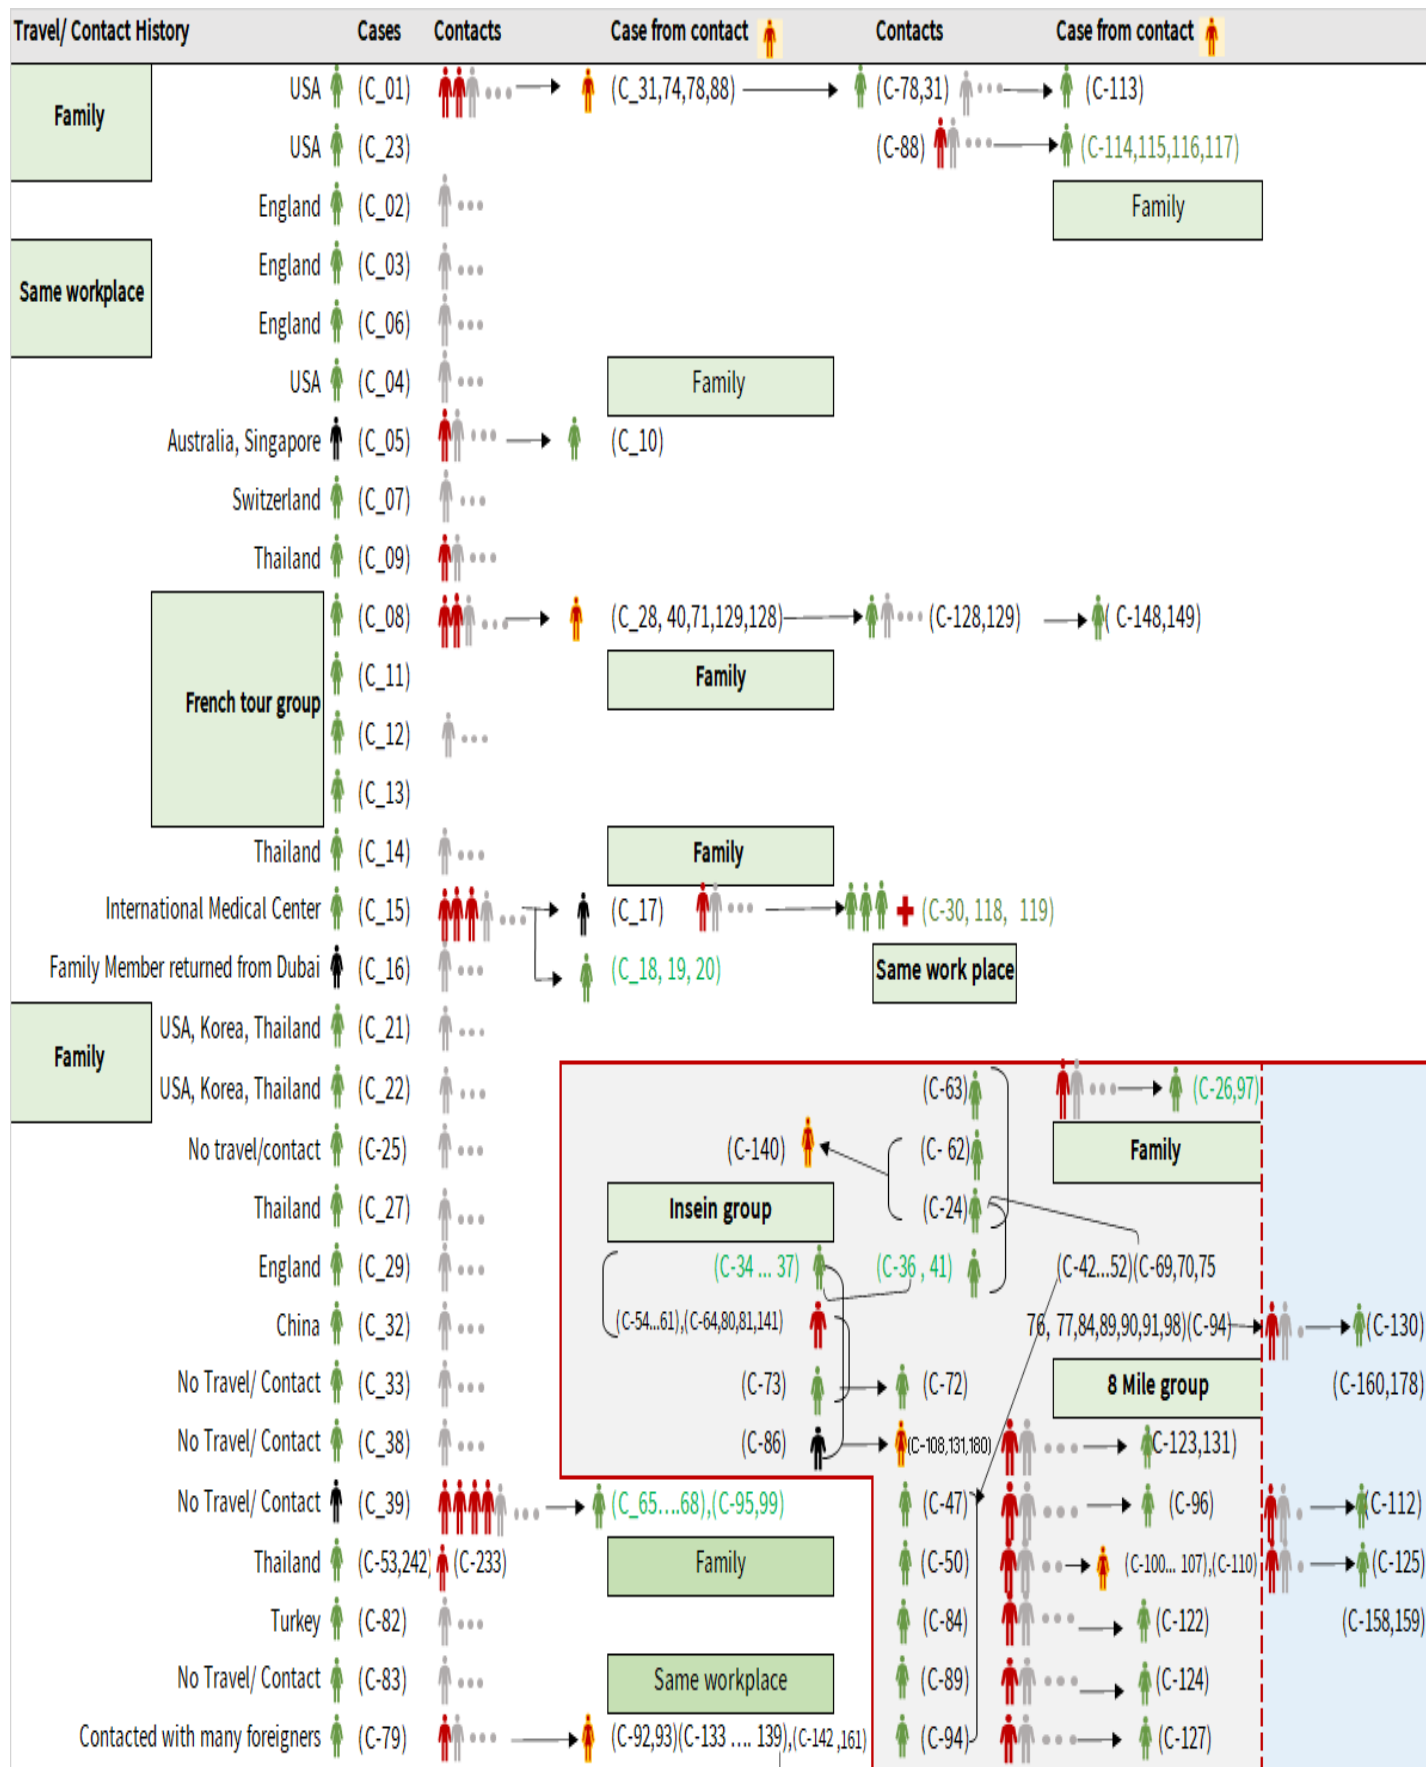 Travel/ Contact History Cases Contacts Case from contact Contacts Case from contact
Family
USA (C_01) (C_31,74,78,88) (C-78,31) (C-113)
USA (C_23) (C-88) (C-114,115,116,117)
England (C_02) Family
Same workplace
England (C_03)
England (C_06)
USA (C_04) Family
Australia, Singapore (C_05) (C_10)
Switzerland (C_07)
Thailand (C_09)
French tour group
(C_08) (C_28, 40,71,129,128) (C-128,129) ( C-148,149)
(C_11) Family
(C_12)
(C_13)
Thailand (C_14) Family
International Medical Center (C_15) (C_17) (C-30, 118, 119)
Family Member returned from Dubai (C_16) (C_18, 19, 20) Same work place
Family
USA, Korea, Thailand (C_21)
USA, Korea, Thailand (C_22) (C-63) (C-26,97)
No travel/contact (C-25) (C-140) (C- 62) Family
Thailand (C_27) Insein group (C-24)
England (C_29) (C-34 ... 37) (C-36 , 41) (C-42...52)(C-69,70,75
China (C_32) (C-54...61),(C-64,80,81,141) 76, 77,84,89,90,91,98)(C-94) (C-130)
No Travel/ Contact (C_33) (C-73) (C-72) 8 Mile group (C-160,178)
No Travel/ Contact (C_38) (C-86) (C-108,131,180) C-123,131)
No Travel/ Contact (C_39) (C_65....68),(C-95,99) (C-47) (C-96) (C-112)
Thailand (C-53,242) (C-233) Family (C-50) (C-100... 107),(C-110) (C-125)
Turkey (C-82) (C-84) (C-122) (C-158,159)
No Travel/ Contact (C-83) Same workplace (C-89) (C-124)
Contacted with many foreigners (C-79) (C-92,93)(C-133 .... 139),(C-142 ,161) (C-94) (C-127)